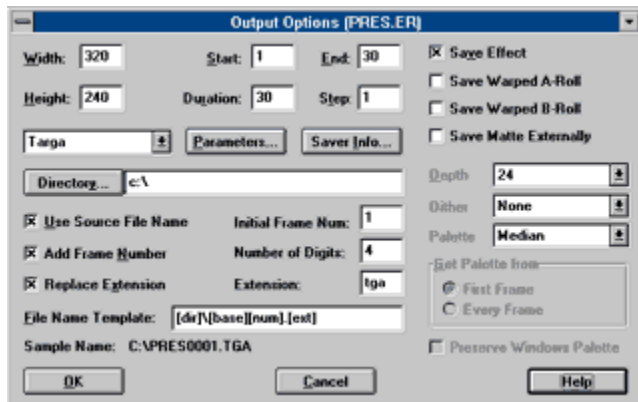 Output Options (PRES.ER)
Width: 320 Start: 1 End: 30
Height: 240 Duration: 30 Step: 1
Targa Parameters... Saver Info...
Directory... c:\
Use Source File Name Initial Frame Num: 1
Add Frame Number Number of Digits: 4
Replace Extension Extension: tga
File Name Template: [dir]\[base][num].[ext]
Sample Name: C:\PRES0001.TGA
OK Cancel Help
Save Effect
Save Warped A-Roll
Save Warped B-Roll
Save Matte Externally
Depth 24
Dither None
Palette Median
Get Palette from
First Frame
Every Frame
Preserve Windows Palette